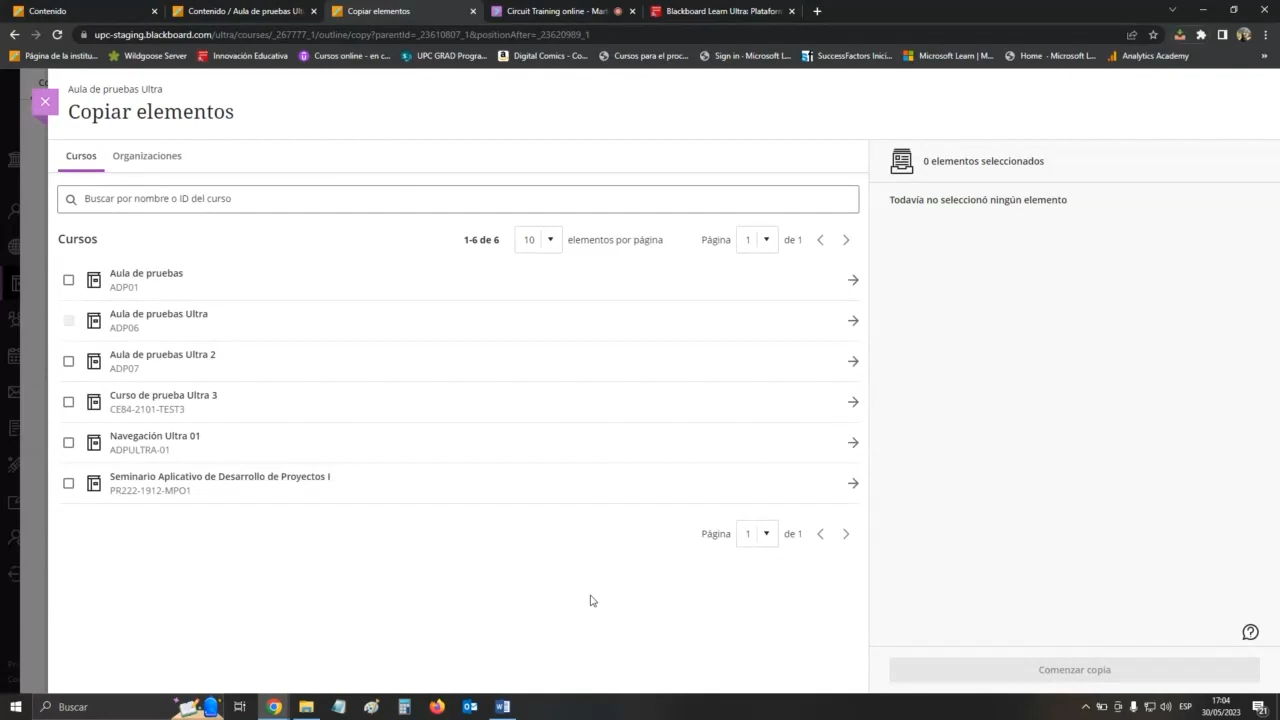 Contenido
Contenido / Aula de pruebas Ult
Copiar elementos
Circuit Training online - Mar
Blackboard Learn Ultra: Platafor
upc-staging.blackboard.com/ultra/courses/_267777_1/outline/copy?parentId=_23610807_1&positionAfter=_23620989_1
Página de la institu...
Wildgoose Server
Innovación Educativa
Cursos online - en c...
UPC GRAD Progra...
Digital Comics - Co...
Cursos para el proc...
Sign in - Microsoft L...
SuccessFactors Inici...
Microsoft Learn | M...
Home - Microsoft L...
Analytics Academy
»
Aula de pruebas Ultra
Copiar elementos
Cursos
Organizaciones
0 elementos seleccionados
Todavía no seleccionó ningún elemento
Buscar por nombre o ID del curso
Cursos
1-6 de 6
10
elementos por página
Página
1
de 1
Aula de pruebas
ADP01
Aula de pruebas Ultra
ADP06
Aula de pruebas Ultra 2
ADP07
Curso de prueba Ultra 3
CE84-2101-TEST3
Navegación Ultra 01
ADPULTRA-01
Seminario Aplicativo de Desarrollo de Proyectos I
PR222-1912-MPO1
Página
1
de 1
Comenzar copia
Buscar
ESP
17:04
30/05/2023
21